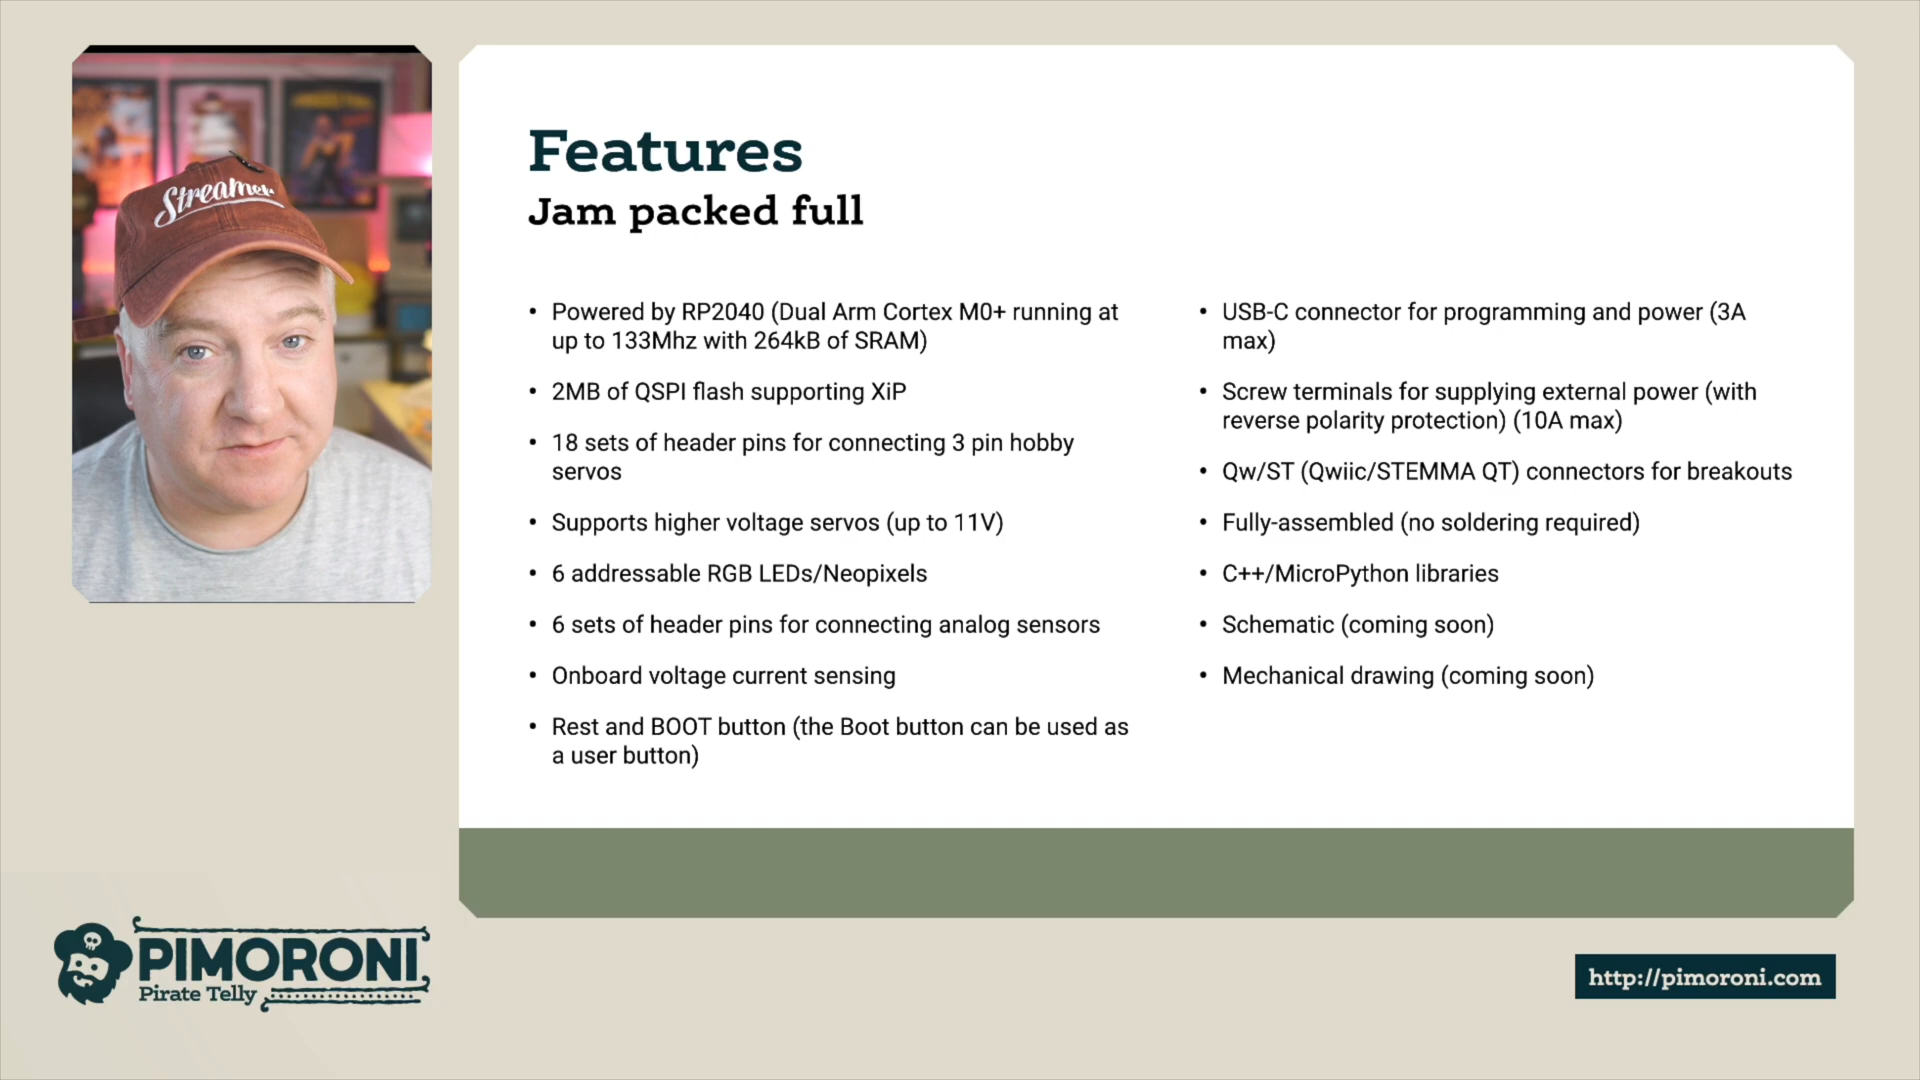 Streamer
Features
Jam packed full
• Powered by RP2040 (Dual Arm Cortex M0+ running at
up to 133Mhz with 264kB of SRAM)
• 2MB of QSPI flash supporting XiP
• 18 sets of header pins for connecting 3 pin hobby
servos
• Supports higher voltage servos (up to 11V)
• 6 addressable RGB LEDs/Neopixels
• 6 sets of header pins for connecting analog sensors
• Onboard voltage current sensing
• Rest and BOOT button (the Boot button can be used as
a user button)
• USB-C connector for programming and power (3A
max)
• Screw terminals for supplying external power (with
reverse polarity protection) (10A max)
• Qw/ST (Qwiic/STEMMA QT) connectors for breakouts
• Fully-assembled (no soldering required)
• C++/MicroPython libraries
• Schematic (coming soon)
• Mechanical drawing (coming soon)
PIMORONI
Pirate Telly
http://pimoroni.com